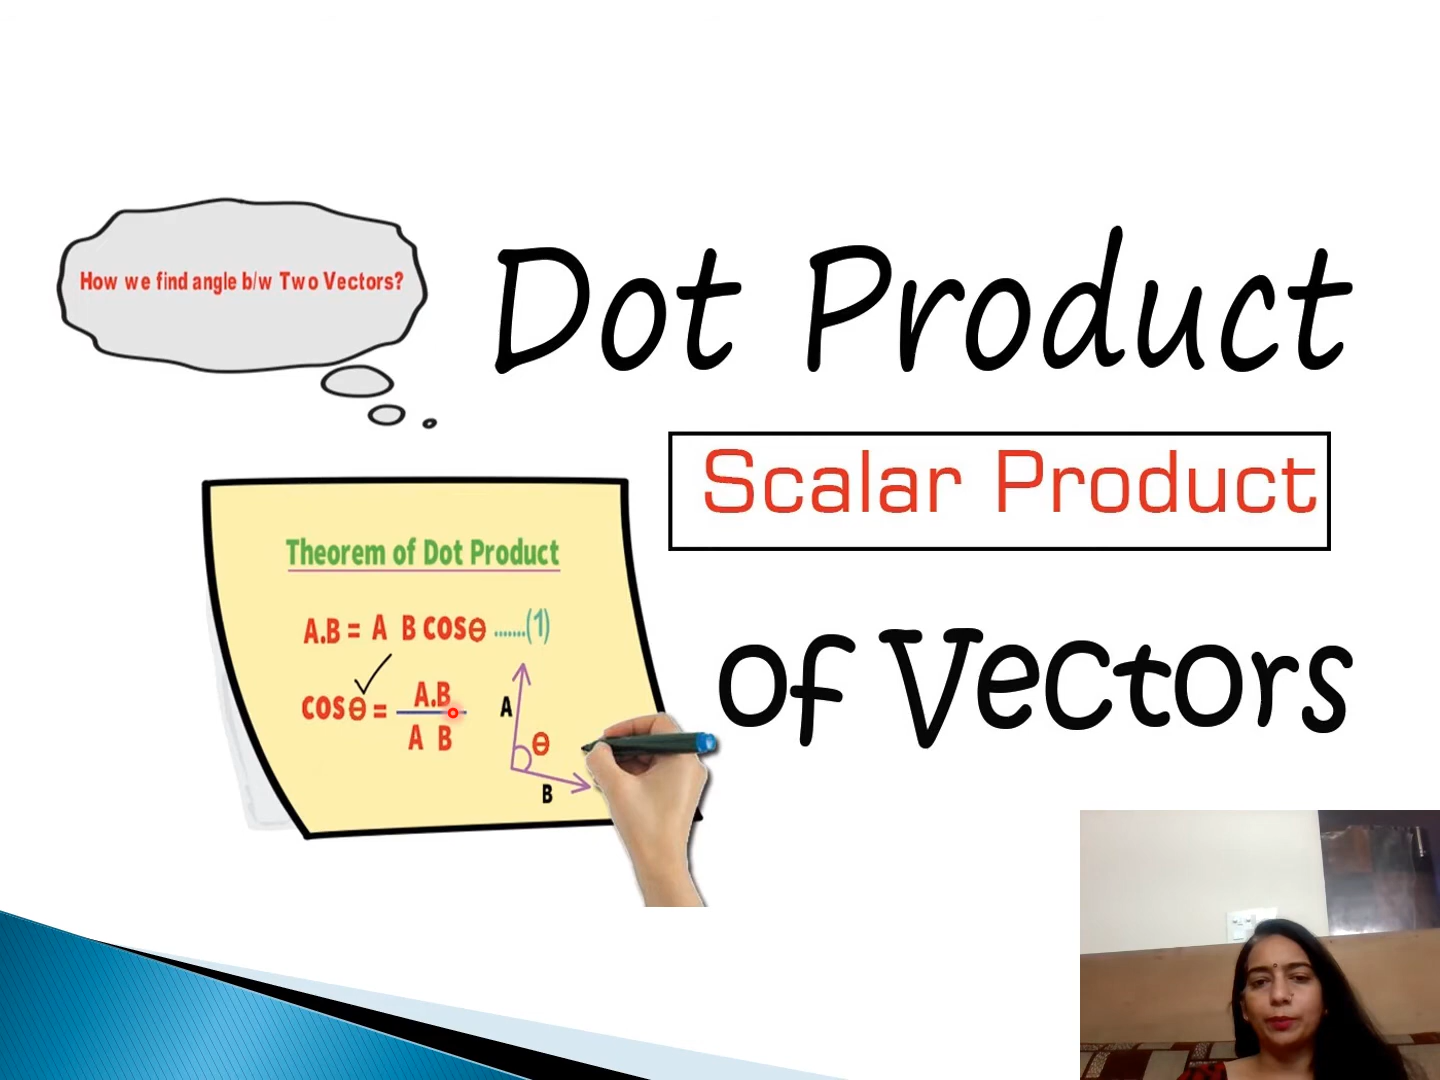 How we find angle b/w Two Vectors?
Dot Product
Scalar Product
of Vectors
Theorem of Dot Product
A.B = A B COSθ .......(1)
COSθ = A.B
A B
A
θ
B